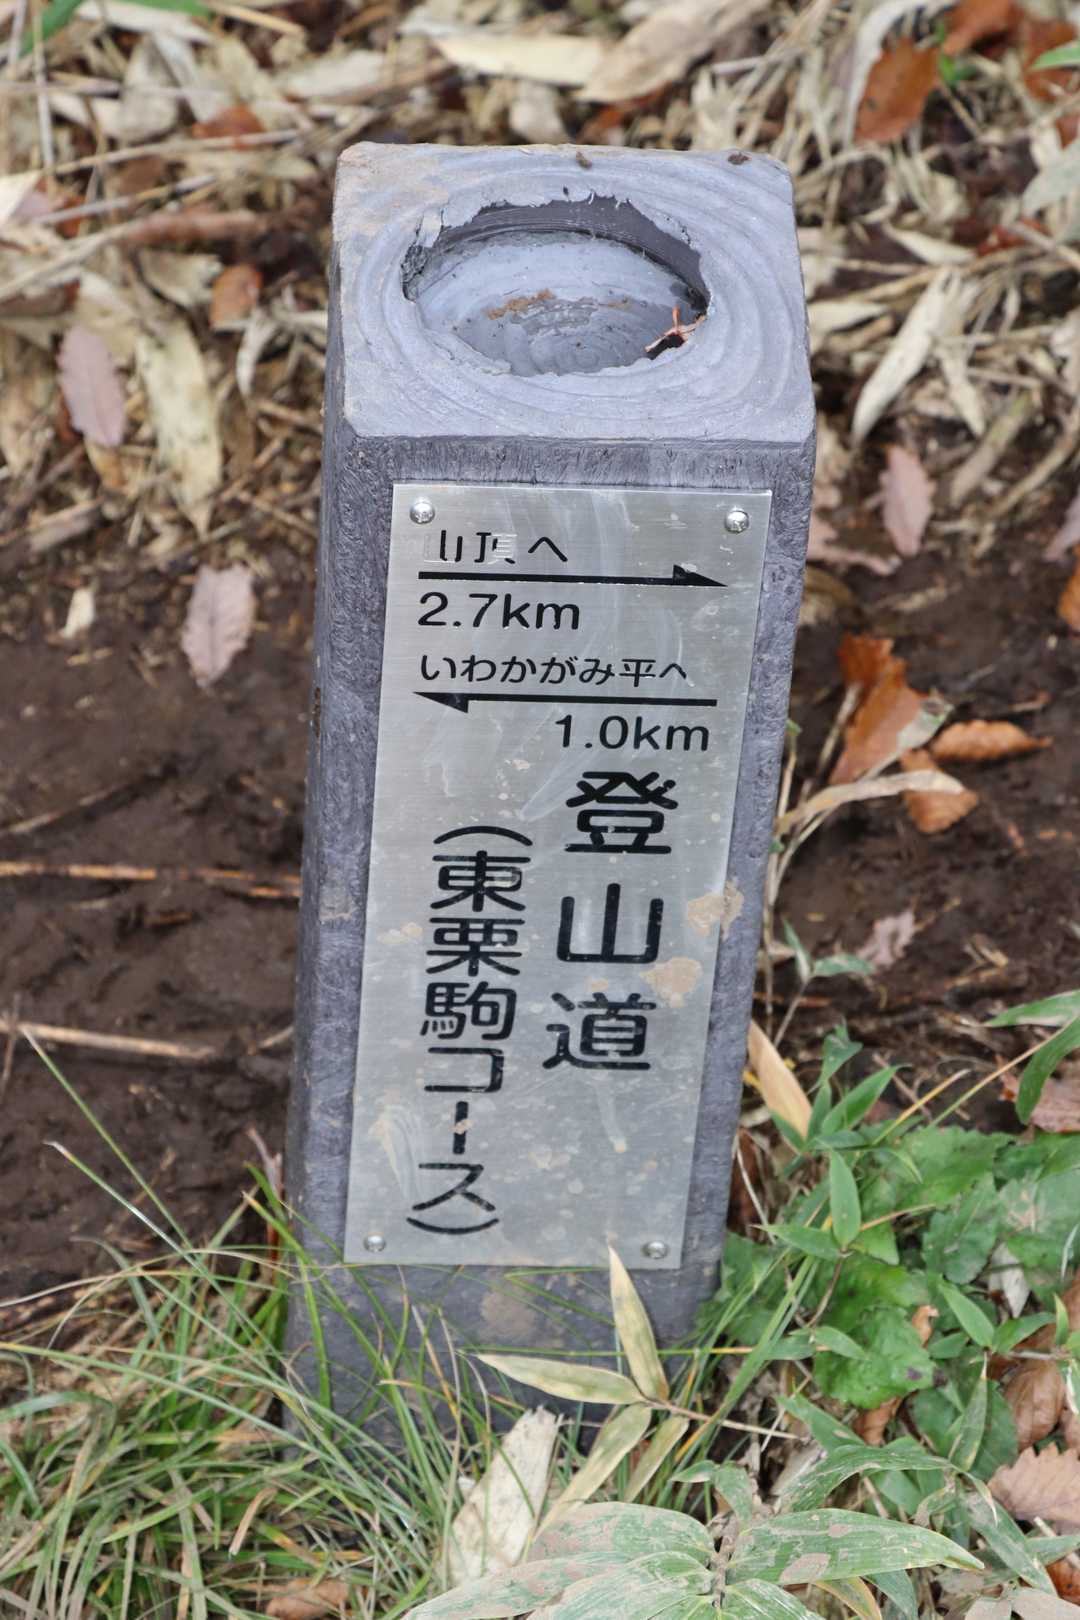 山頂へ
2.7km
いわかがみ平へ
1.0km
登山道
（東栗駒コース）